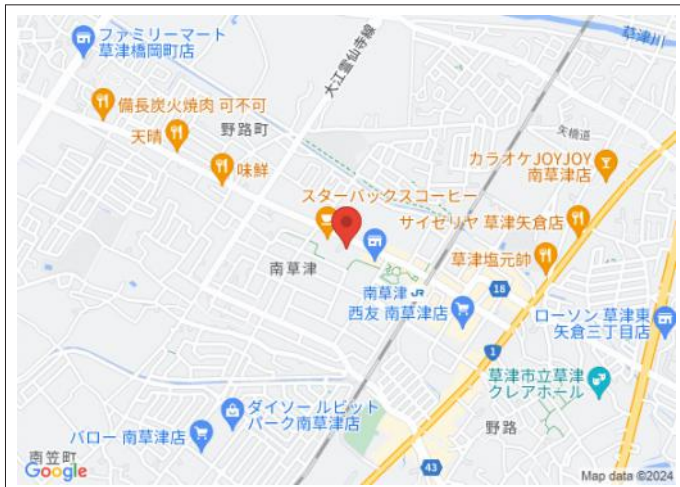 ファミリーマート
草津橋岡町店
草津川
大江霊仙寺線
備長炭火焼肉 可不可
野路町
天晴
矢橋道
味鮮
カラオケJOYJOY
南草津店
スターバックスコーヒー
サイゼリヤ 草津矢倉店
南草津
草津塩元帥
南草津 JR
18
西友 南草津店
ローソン 草津東
矢倉三丁目店
1
草津市立草津
クレアホール
ダイソー ルビット
パーク南草津店
バロー 南草津店
野路
南笠町
Google
43
Map data ©2024